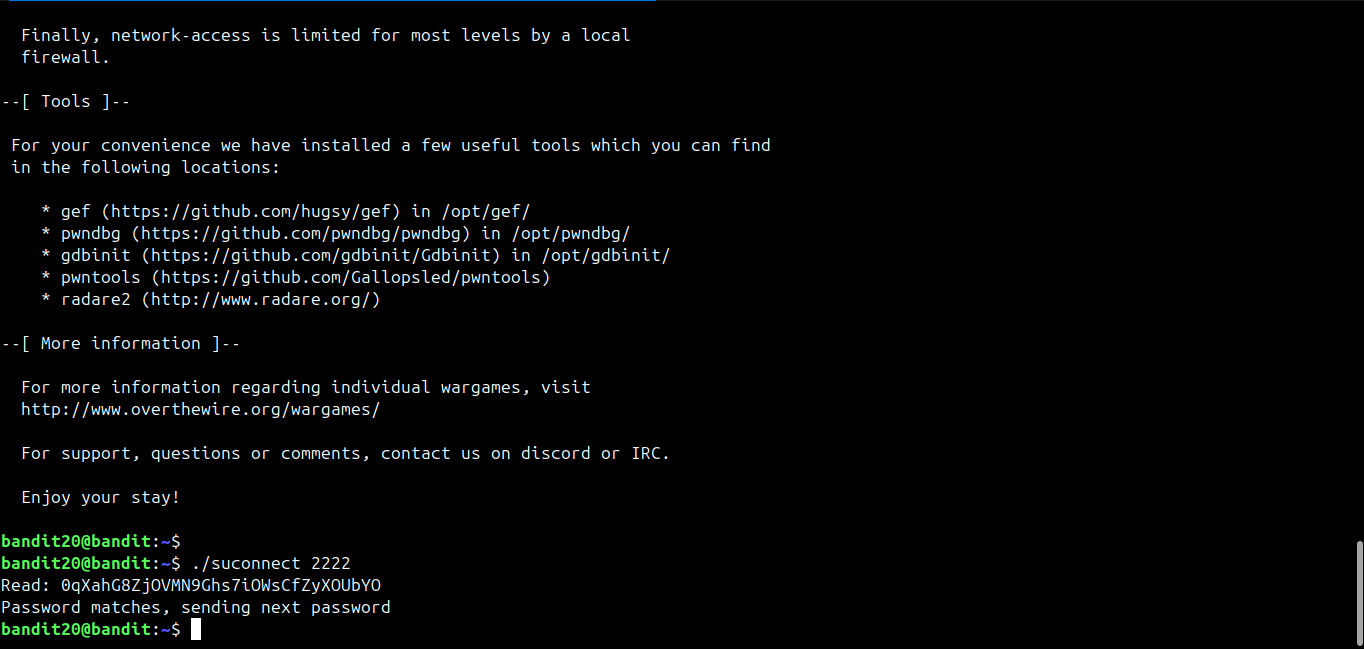 Finally, network-access is limited for most levels by a local
firewall.
--[ Tools ]--
For your convenience we have installed a few useful tools which you can find
in the following locations:
* gef (https://github.com/hugsy/gef) in /opt/gef/
* pwndbg (https://github.com/pwndbg/pwndbg) in /opt/pwndbg/
* gdbinit (https://github.com/gdbinit/Gdbinit) in /opt/gdbinit/
* pwntools (https://github.com/Gallopsled/pwntools)
* radare2 (http://www.radare.org/)
--[ More information ]--
For more information regarding individual wargames, visit
http://www.overthewire.org/wargames/
For support, questions or comments, contact us on discord or IRC.
Enjoy your stay!
bandit20@bandit:~$
bandit20@bandit:~$ ./suconnect 2222
Read: 0qXahG8ZjOVMN9Ghs7iOWsCfZyXOUbYO
Password matches, sending next password
bandit20@bandit:~$